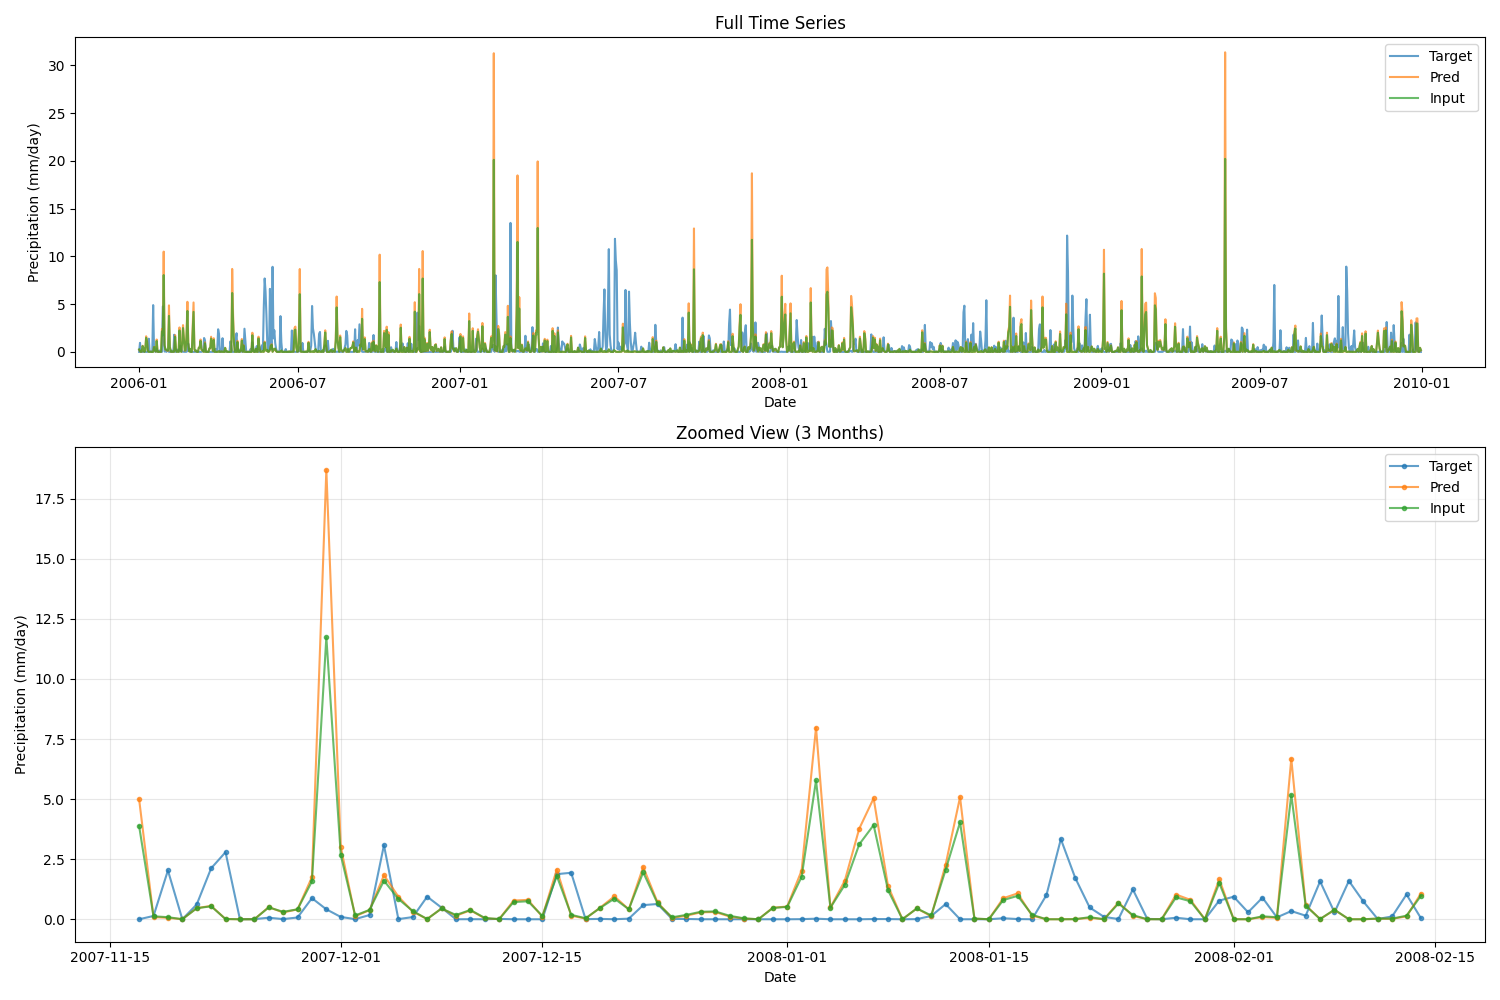 Full Time Series
Precipitation (mm/day)
30
25
20
15
10
5
0
Target
Pred
Input
2006-01
2006-07
2007-01
2007-07
2008-01
2008-07
2009-01
2009-07
2010-01
Date
Zoomed View (3 Months)
Precipitation (mm/day)
17.5
15.0
12.5
10.0
7.5
5.0
2.5
0.0
Target
Pred
Input
2007-11-15
2007-12-01
2007-12-15
2008-01-01
2008-01-15
2008-02-01
2008-02-15
Date